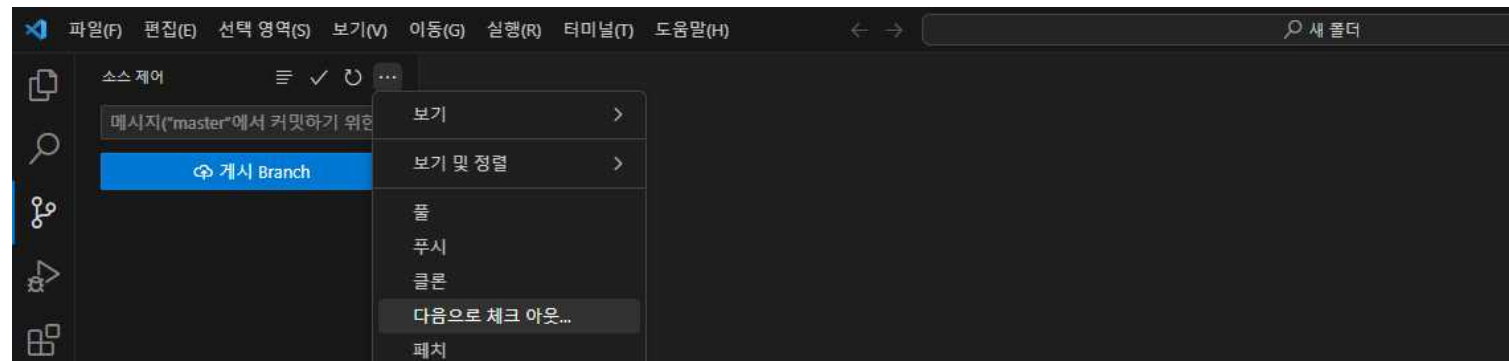 파일(F) 편집(E) 선택 영역(S) 보기(V) 이동(G) 실행(R) 터미널(T) 도움말(H) 새 폴더
소스 제어
메시지("master"에서 커밋하기 위한
게시 Branch
보기
보기 및 정렬
풀
푸시
클론
다음으로 체크 아웃...
페치